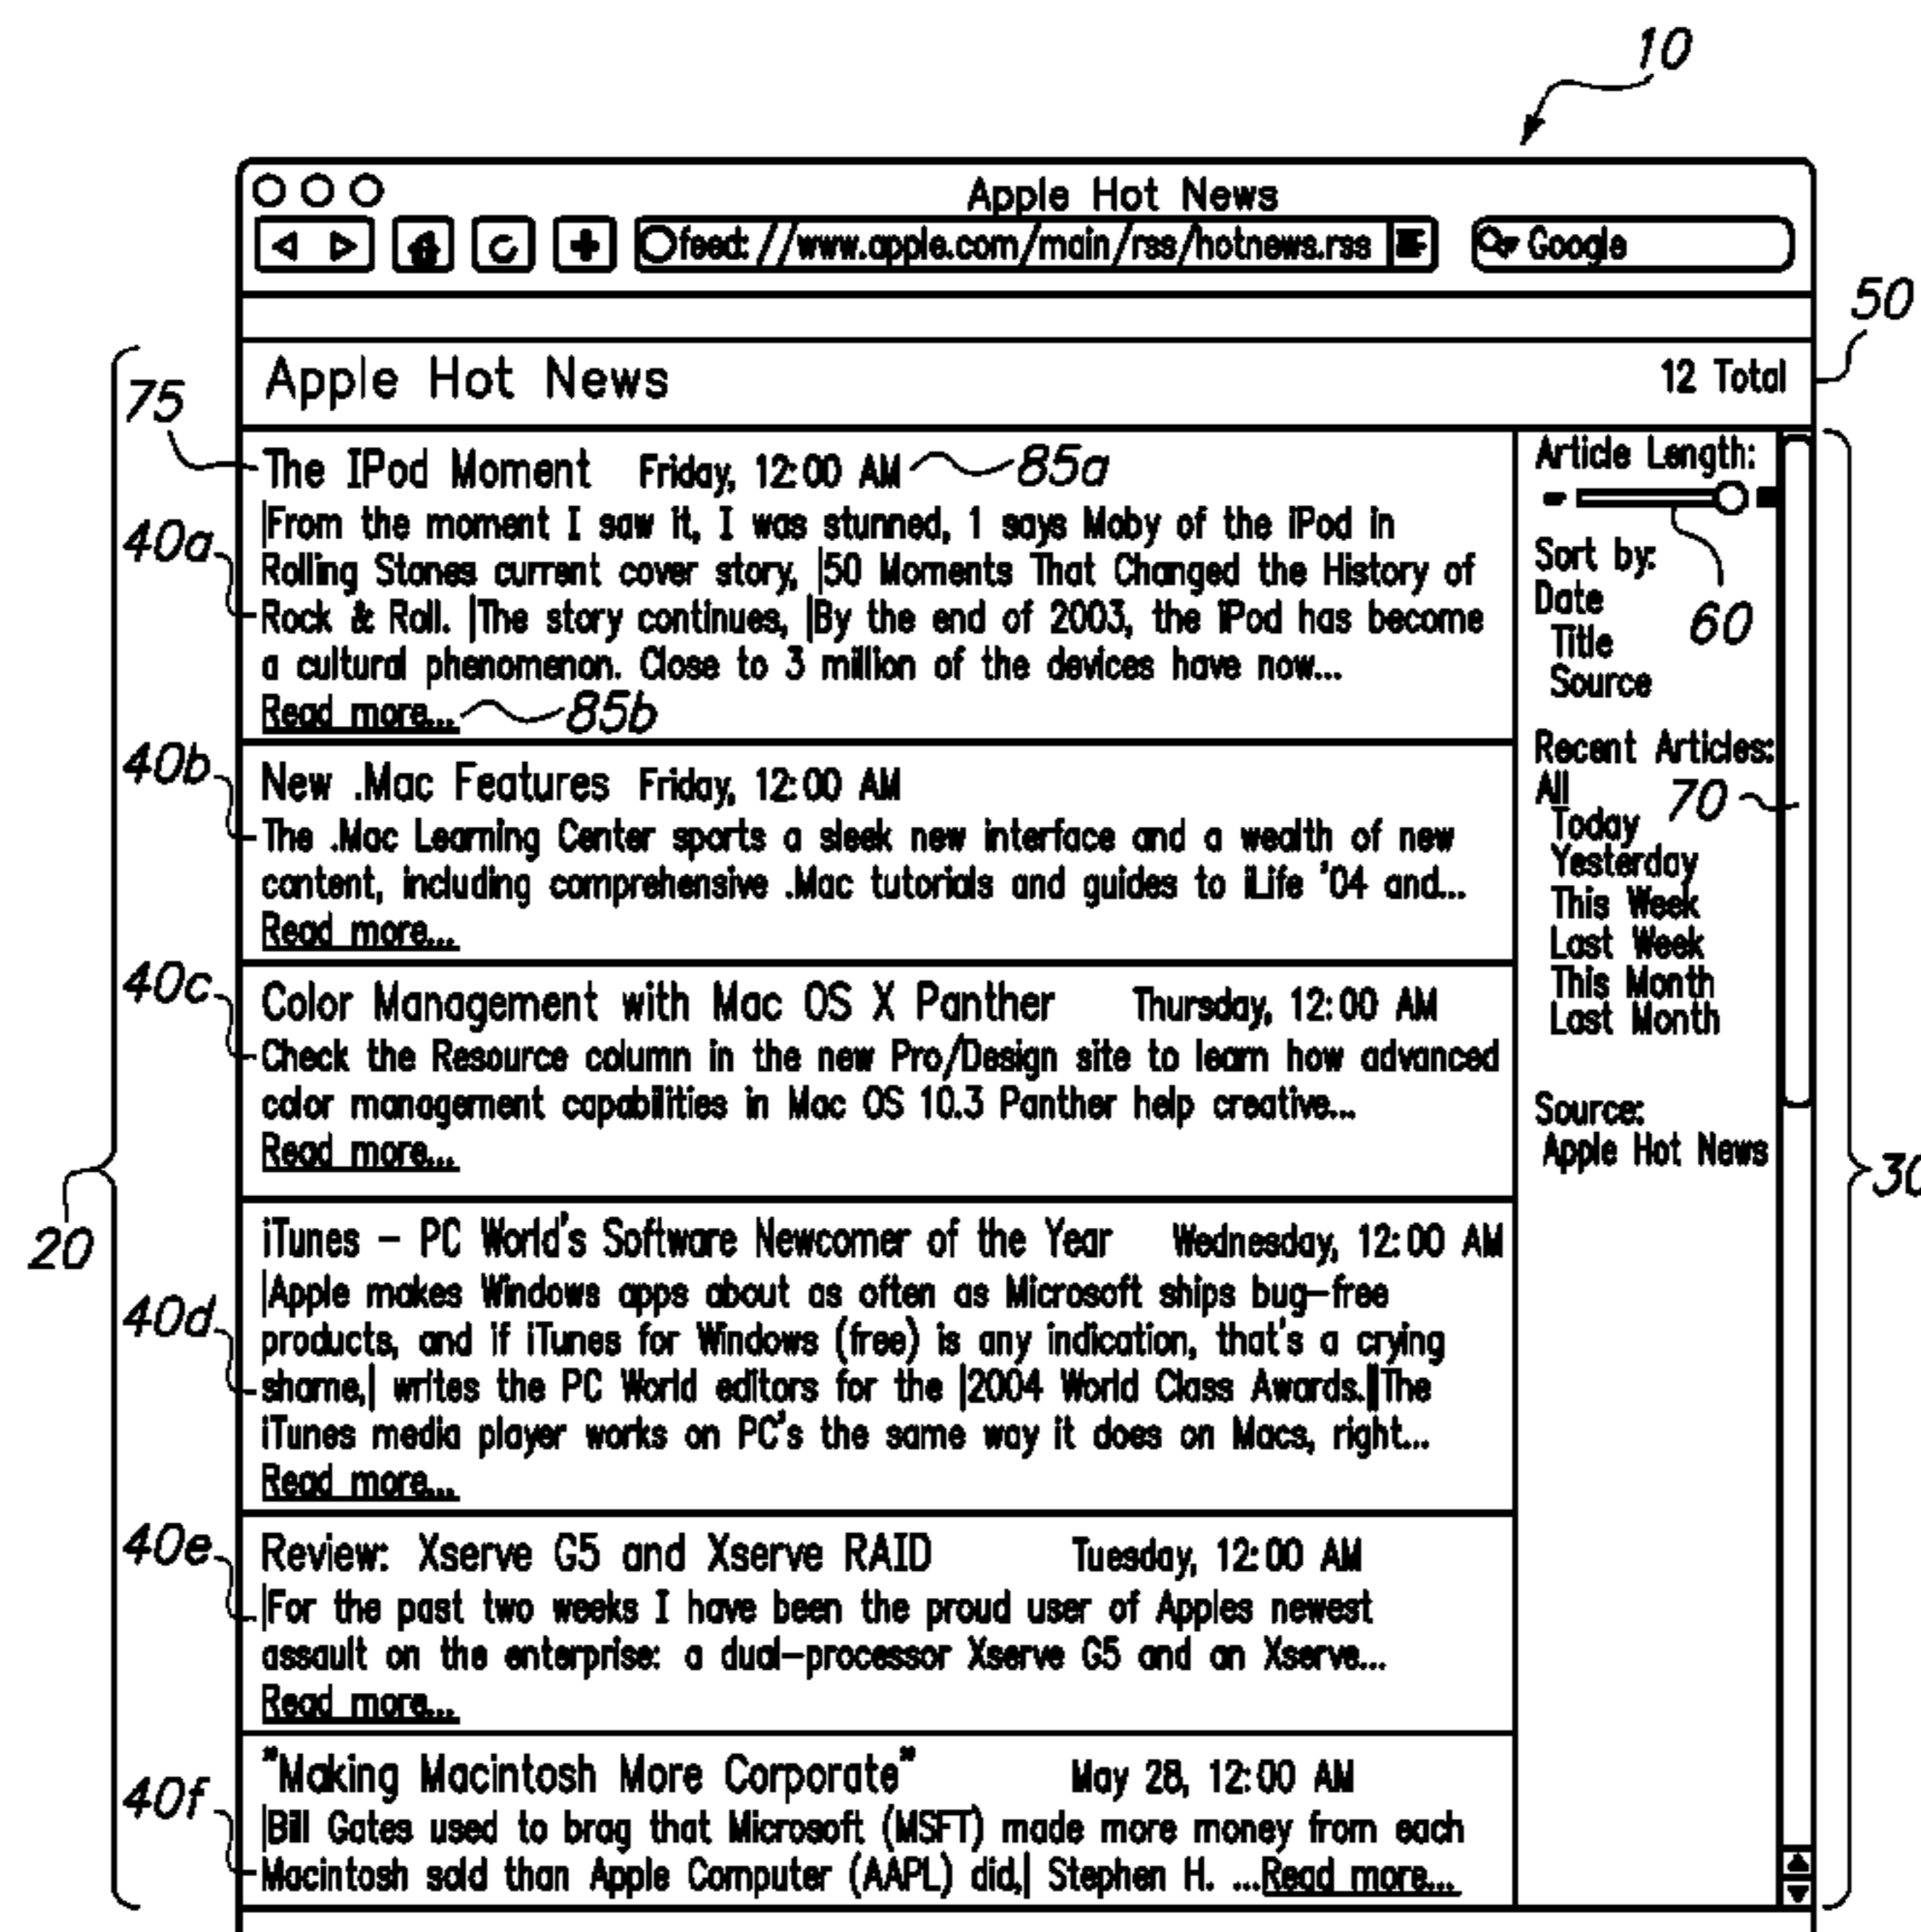 10
Apple Hot News
feed://www.apple.com/main/rss/hotnews.rss
Google
50
Apple Hot News
12 Total
75
The IPod Moment Friday, 12:00 AM
85a
40a
|From the moment I saw it, I was stunned, 1 says Moby of the iPod in
Rolling Stones current cover story, |50 Moments That Changed the History of
Rock & Roll. |The story continues, |By the end of 2003, the iPod has become
a cultural phenomenon. Close to 3 million of the devices have now...
Read more...
85b
40b
New .Mac Features Friday, 12:00 AM
The .Mac Learning Center sports a sleek new interface and a wealth of new
content, including comprehensive .Mac tutorials and guides to iLife '04 and...
Read more...
40c
Color Management with Mac OS X Panther Thursday, 12:00 AM
Check the Resource column in the new Pro/Design site to learn how advanced
color management capabilities in Mac OS 10.3 Panther help creative...
Read more...
20
40d
iTunes – PC World's Software Newcomer of the Year Wednesday, 12:00 AM
|Apple makes Windows apps about as often as Microsoft ships bug-free
products, and if iTunes for Windows (free) is any indication, that's a crying
shame,| writes the PC World editors for the |2004 World Class Awards.||The
iTunes media player works on PC's the same way it does on Macs, right...
Read more...
40e
Review: Xserve G5 and Xserve RAID Tuesday, 12:00 AM
|For the past two weeks I have been the proud user of Apples newest
assault on the enterprise: a dual-processor Xserve G5 and an Xserve...
Read more...
40f
"Making Macintosh More Corporate" May 28, 12:00 AM
|Bill Gates used to brag that Microsoft (MSFT) made more money from each
Macintosh sold than Apple Computer (AAPL) did,| Stephen H. ...Read more...
Article Length:
60
Sort by:
Date
Title
Source
Recent Articles:
All
70
Today
Yesterday
This Week
Last Week
This Month
Last Month
Source:
Apple Hot News
30